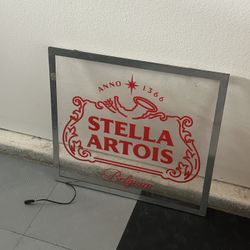 ANNO 1366
STELLA
ARTOIS
Belgium